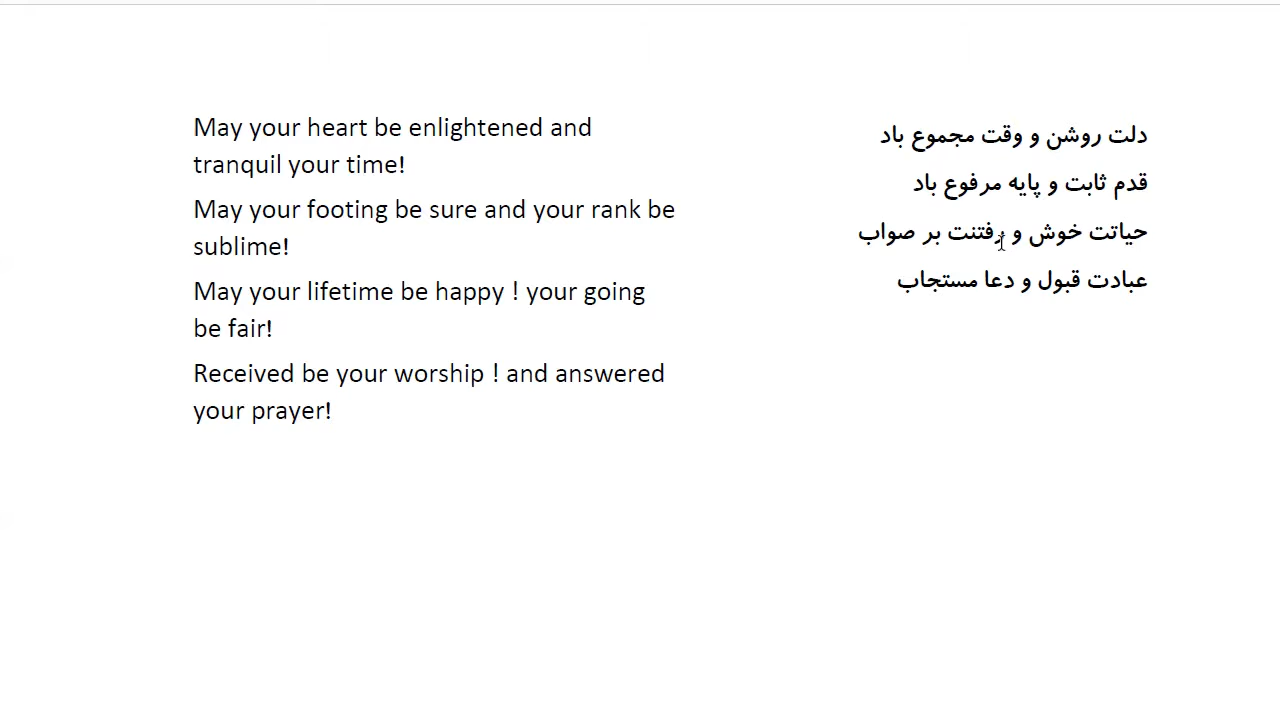 May your heart be enlightened and
tranquil your time!
May your footing be sure and your rank be
sublime!
May your lifetime be happy ! your going
be fair!
Received be your worship ! and answered
your prayer!
دلت روشن و وقت مجموع باد
قدم ثابت و پایه مرفوع باد
حیاتت خوش و رفتنت بر صواب
عبادت قبول و دعا مستجاب